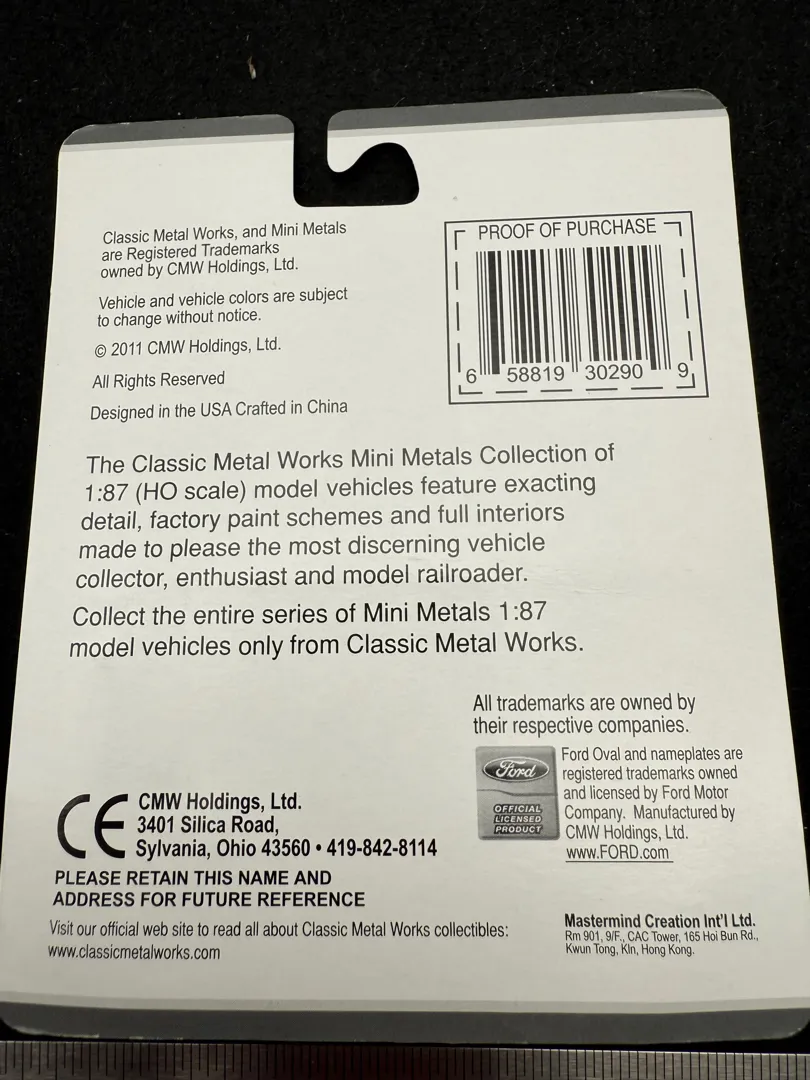 Classic Metal Works, and Mini Metals
are Registered Trademarks
owned by CMW Holdings, Ltd.
Vehicle and vehicle colors are subject
to change without notice.
© 2011 CMW Holdings, Ltd.
All Rights Reserved
Designed in the USA Crafted in China
PROOF OF PURCHASE
6 58819 30290 9
The Classic Metal Works Mini Metals Collection of
1:87 (HO scale) model vehicles feature exacting
detail, factory paint schemes and full interiors
made to please the most discerning vehicle
collector, enthusiast and model railroader.
Collect the entire series of Mini Metals 1:87
model vehicles only from Classic Metal Works.
All trademarks are owned by
their respective companies.
Ford
OFFICIAL
LICENSED
PRODUCT
Ford Oval and nameplates are
registered trademarks owned
and licensed by Ford Motor
Company. Manufactured by
CMW Holdings, Ltd.
www.FORD.com
CE
CMW Holdings, Ltd.
3401 Silica Road,
Sylvania, Ohio 43560 • 419-842-8114
PLEASE RETAIN THIS NAME AND
ADDRESS FOR FUTURE REFERENCE
Visit our official web site to read all about Classic Metal Works collectibles:
www.classicmetalworks.com
Mastermind Creation Int'l Ltd.
Rm 901, 9/F., CAC Tower, 165 Hoi Bun Rd.,
Kwun Tong, Kln, Hong Kong.